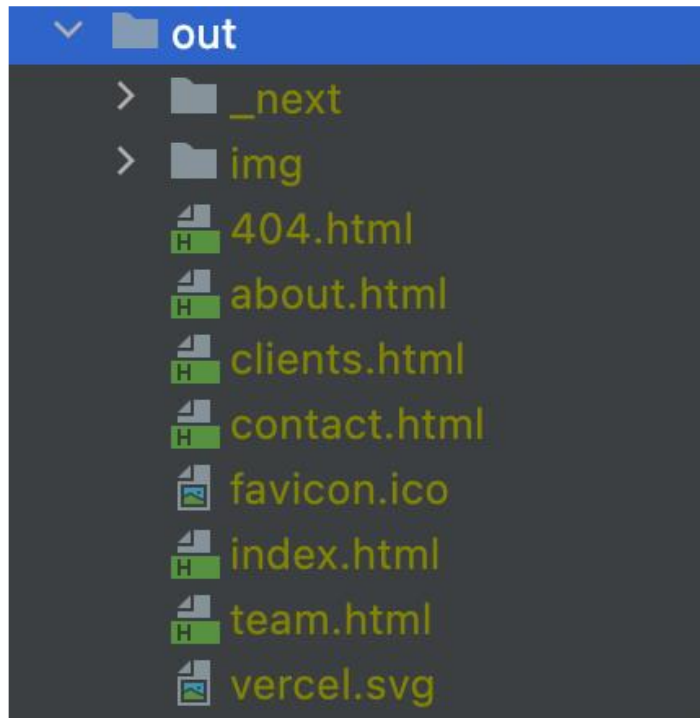 out
_next
img
404.html
about.html
clients.html
contact.html
favicon.ico
index.html
team.html
vercel.svg